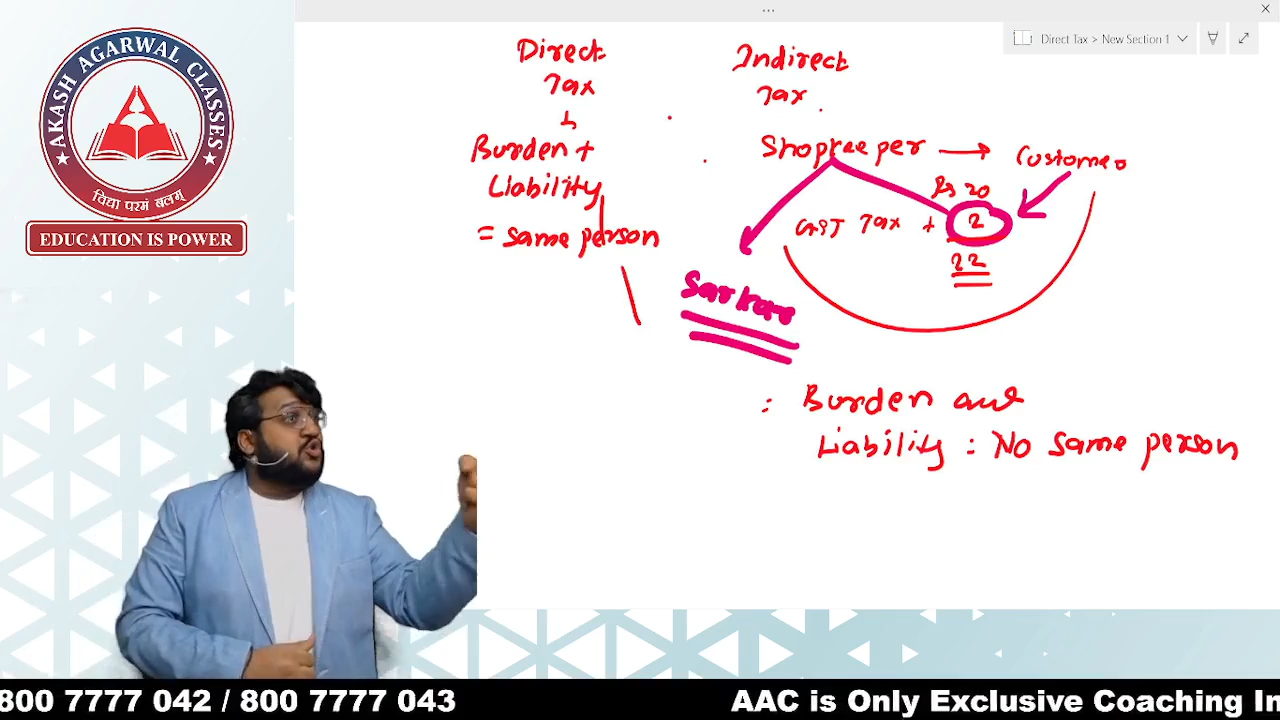 AKASH AGARWAL CLASSES
विद्या परमं बलम्
EDUCATION IS POWER
...
Direct Tax > New Section 1
Direct
Tax
Burden +
Liability
= same person
Indirect
Tax
Shopkeeper → Customer
Rs 20
GST Tax + 2
22
Sarkar
: Burden and
Liability : No same person
800 7777 042 / 800 7777 043
AAC is Only Exclusive Coaching In